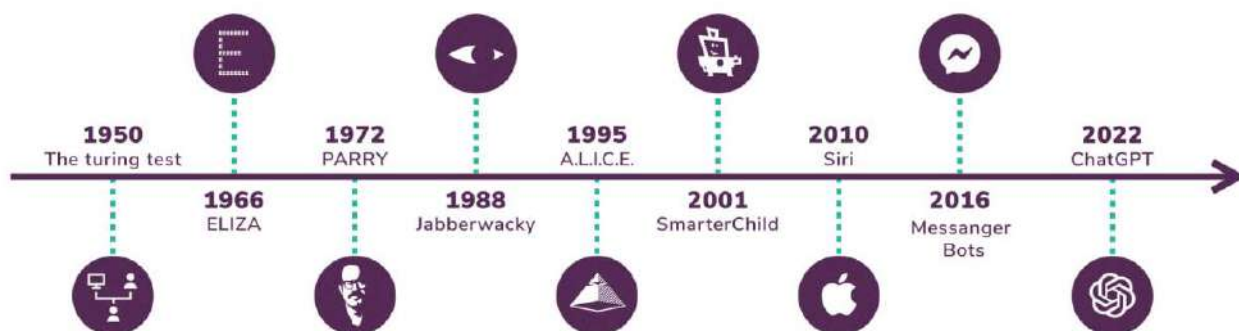 1950
The turing test
1966
ELIZA
1972
PARRY
1988
Jabberwacky
1995
A.L.I.C.E.
2001
SmarterChild
2010
Siri
2016
Messanger
Bots
2022
ChatGPT